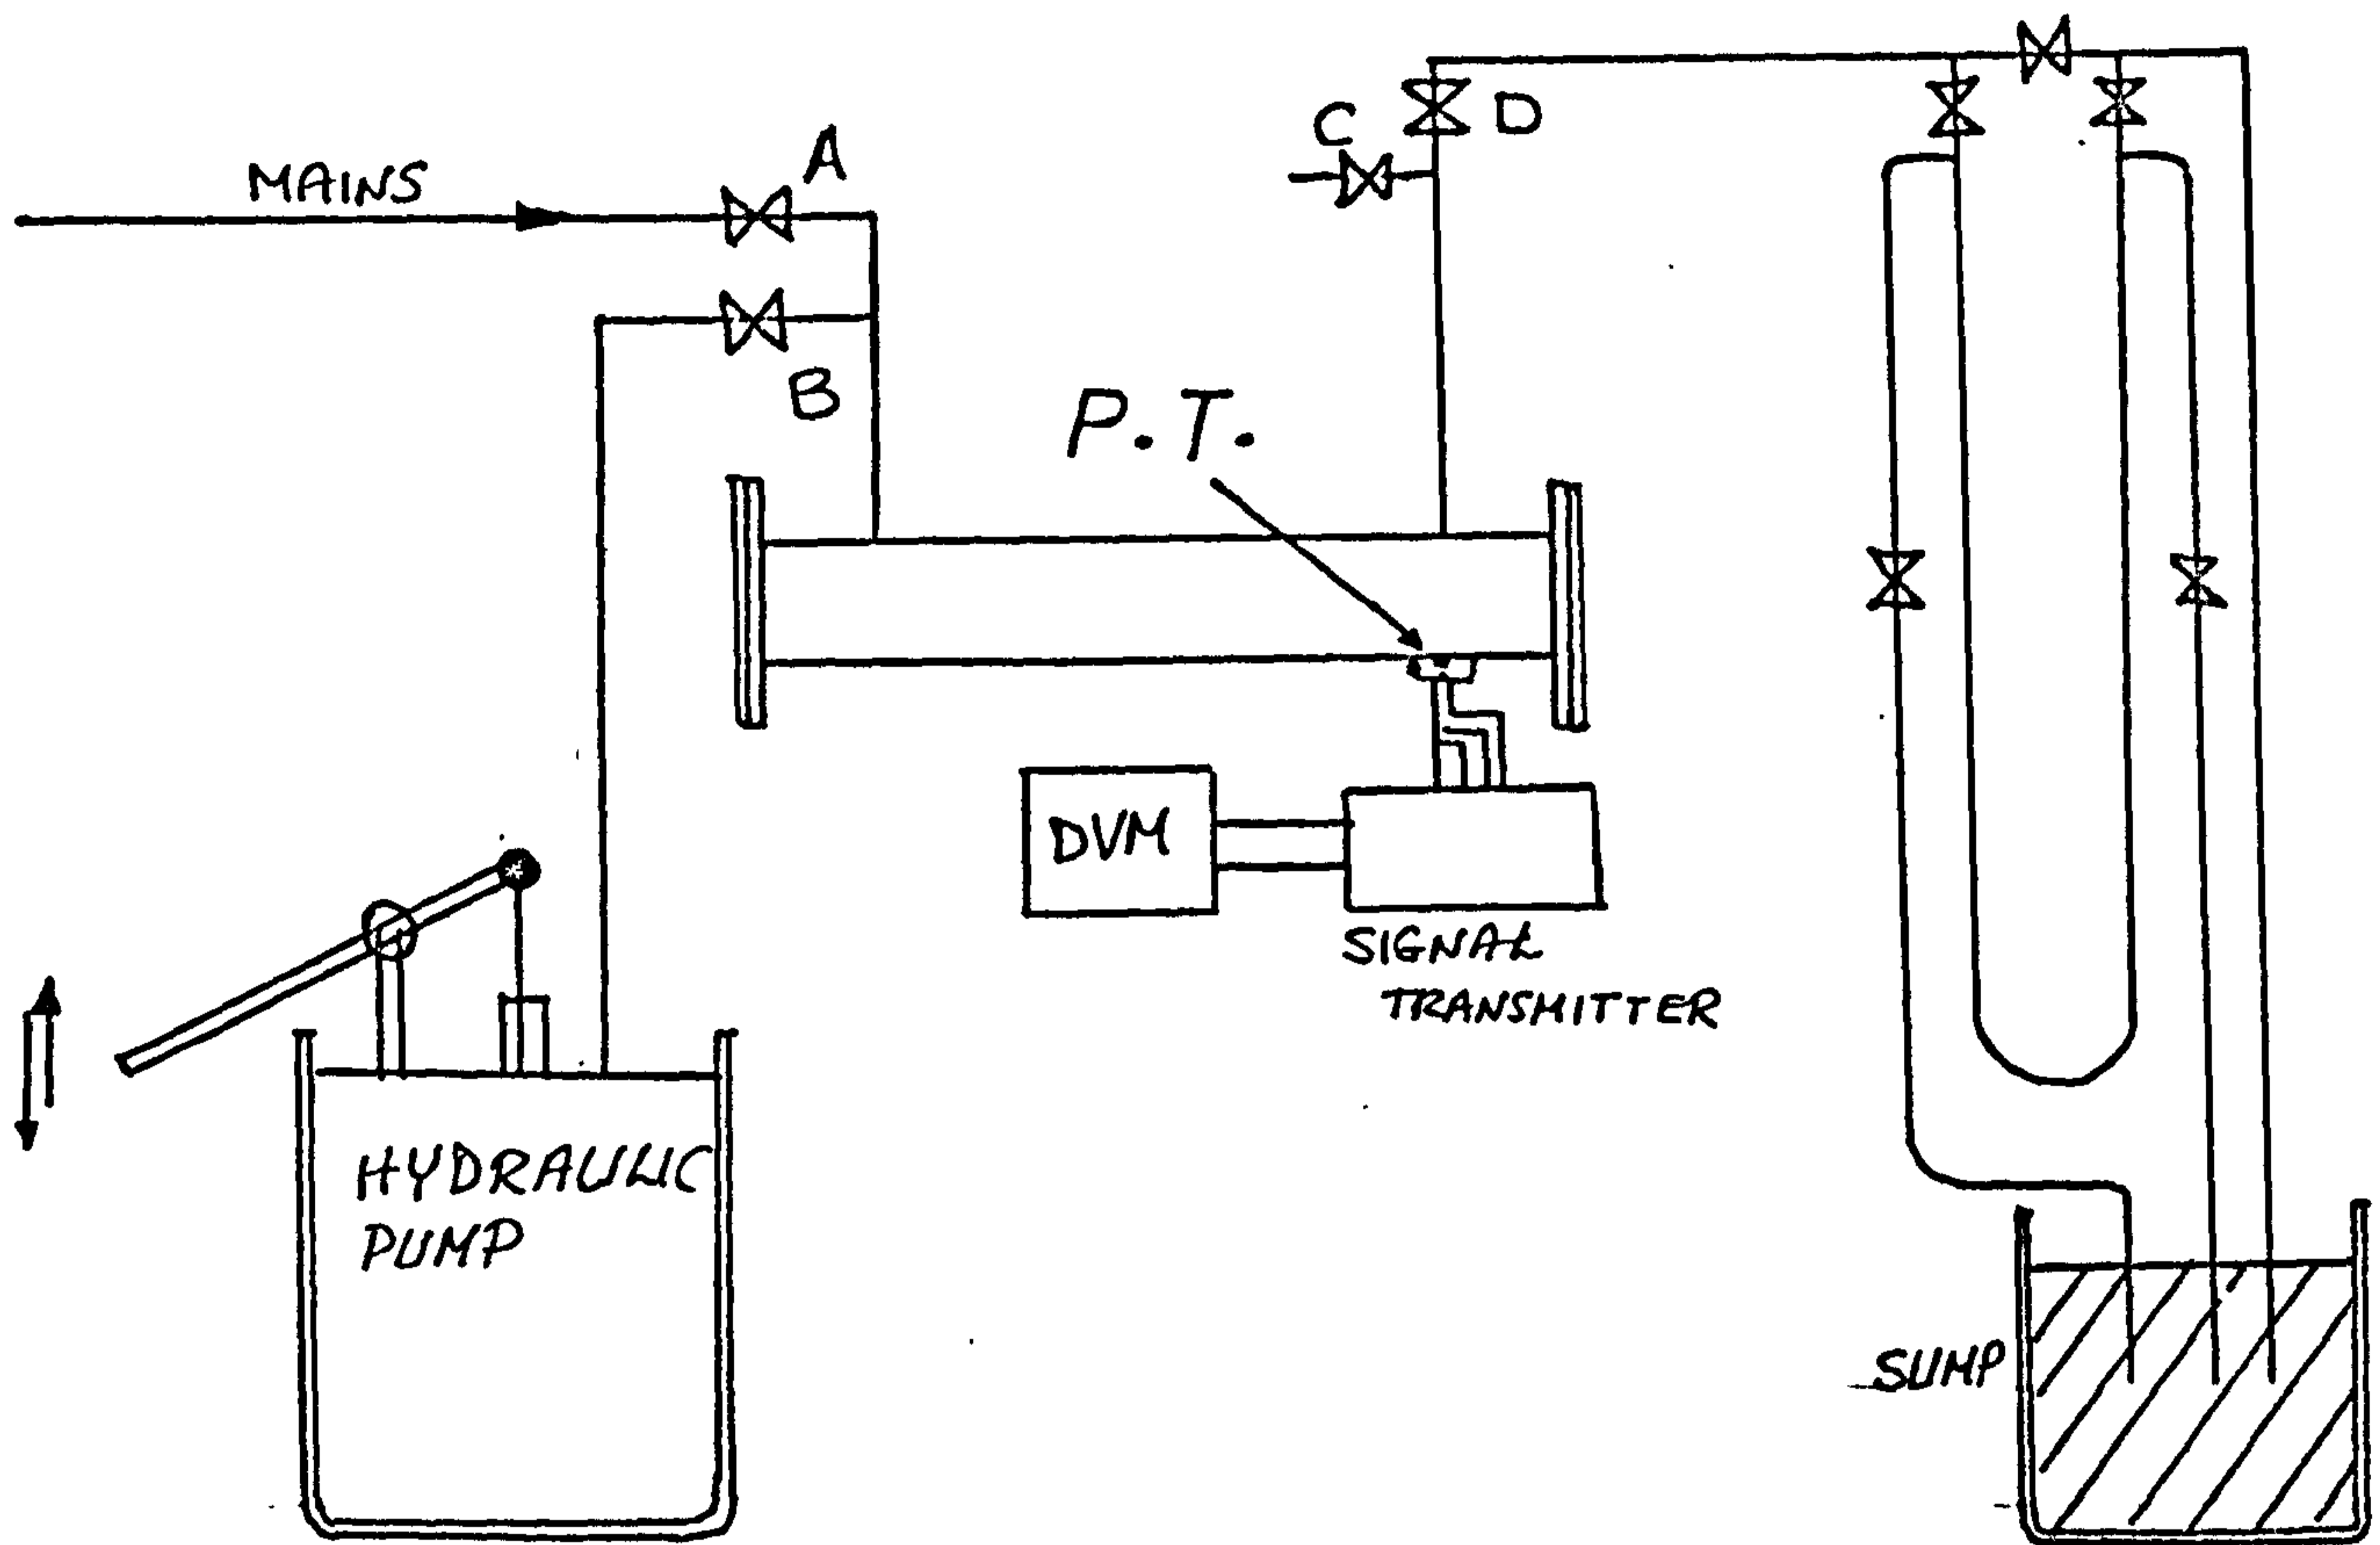 MAINS
A
B
C
D
P.T.
DVM
SIGNAL
TRANSMITTER
HYDRAULIC
PUMP
SUMP